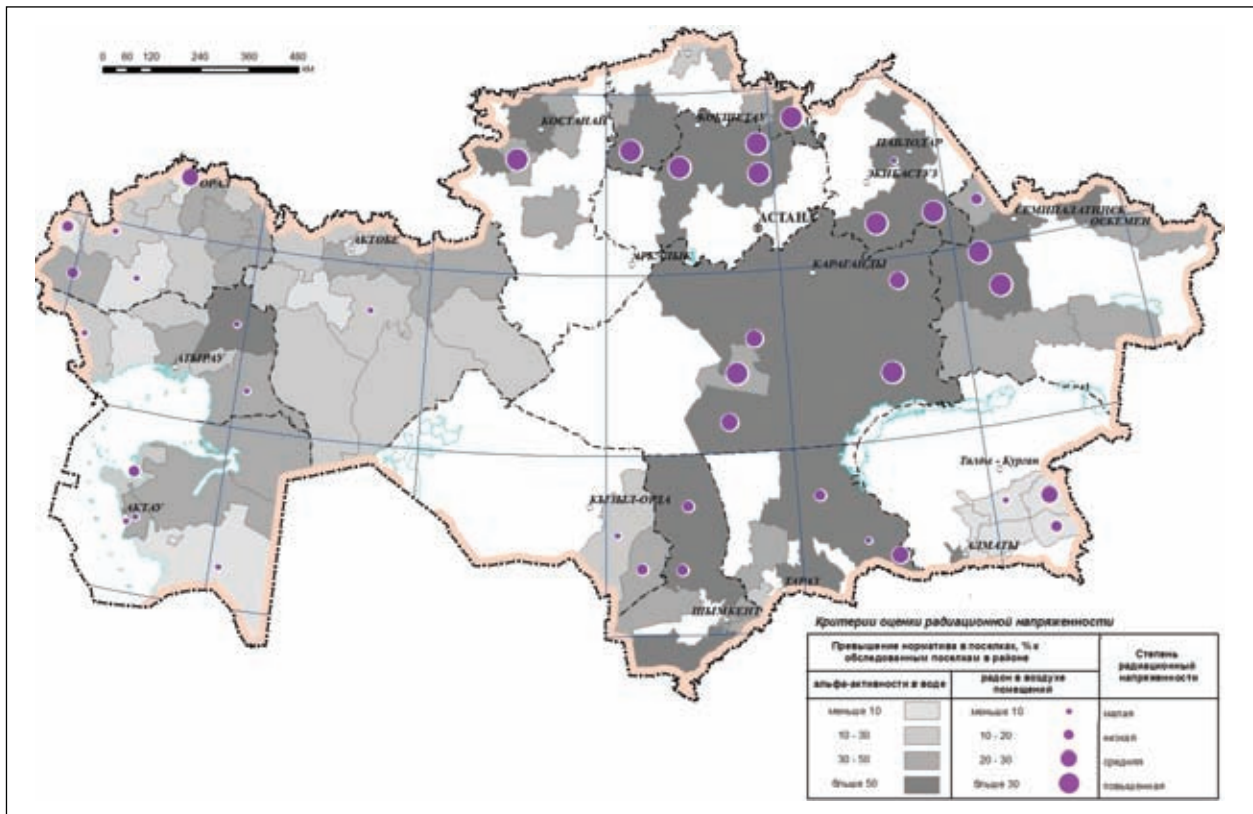 0 60 120 240 360 480
КМ
КОСТАНАЙ
КОКШЕТАУ
ПАВЛОДАР
ЭКИБАСТУЗ
ОРАЛ
АСТАНА
СЕМИПАЛАТИНСК
ОСКЕМЕН
АКТОБЕ
АРКАЛЫК
КАРАГАНДЫ
АТЫРАУ
Талды - Курган
КЫЗЫЛ-ОРДА
АКТАУ
АЛМАТЫ
ТАРАЗ
ШЫМКЕНТ
Критерии оценки радиационной напряженности
Превышение норматива в поселках, % к обследованным поселкам в районе
Степень радиационный напряженности
альфа-активности в воде
радон в воздухе помещений
меньше 10 меньше 10 малая
10 - 30 10 - 20 низкая
30 - 50 20 - 30 средняя
бльше 50 бльше 30 повышенная